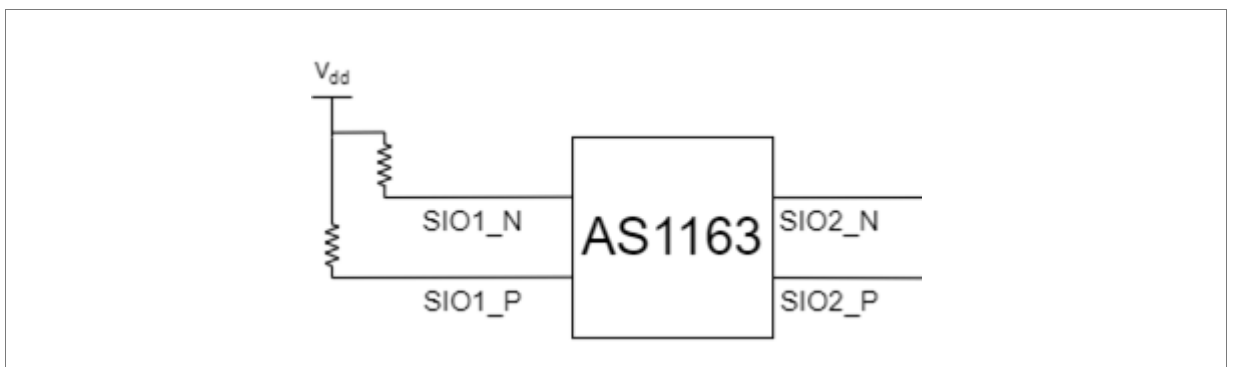 Vdd
SIO1_N
AS1163
SIO2_N
SIO1_P
SIO2_P